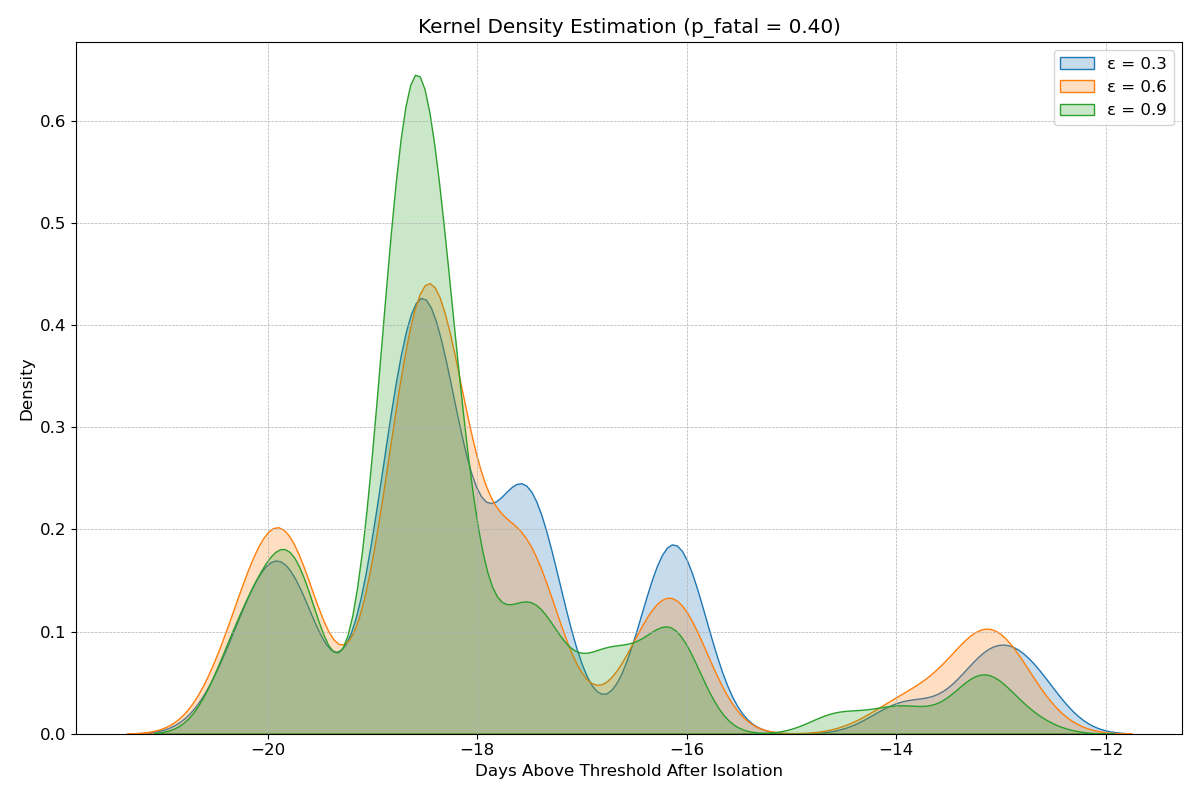 Kernel Density Estimation (p_fatal = 0.40)
ε = 0.3
ε = 0.6
ε = 0.9
Density
0.6
0.5
0.4
0.3
0.2
0.1
0.0
−20
−18
−16
−14
−12
Days Above Threshold After Isolation